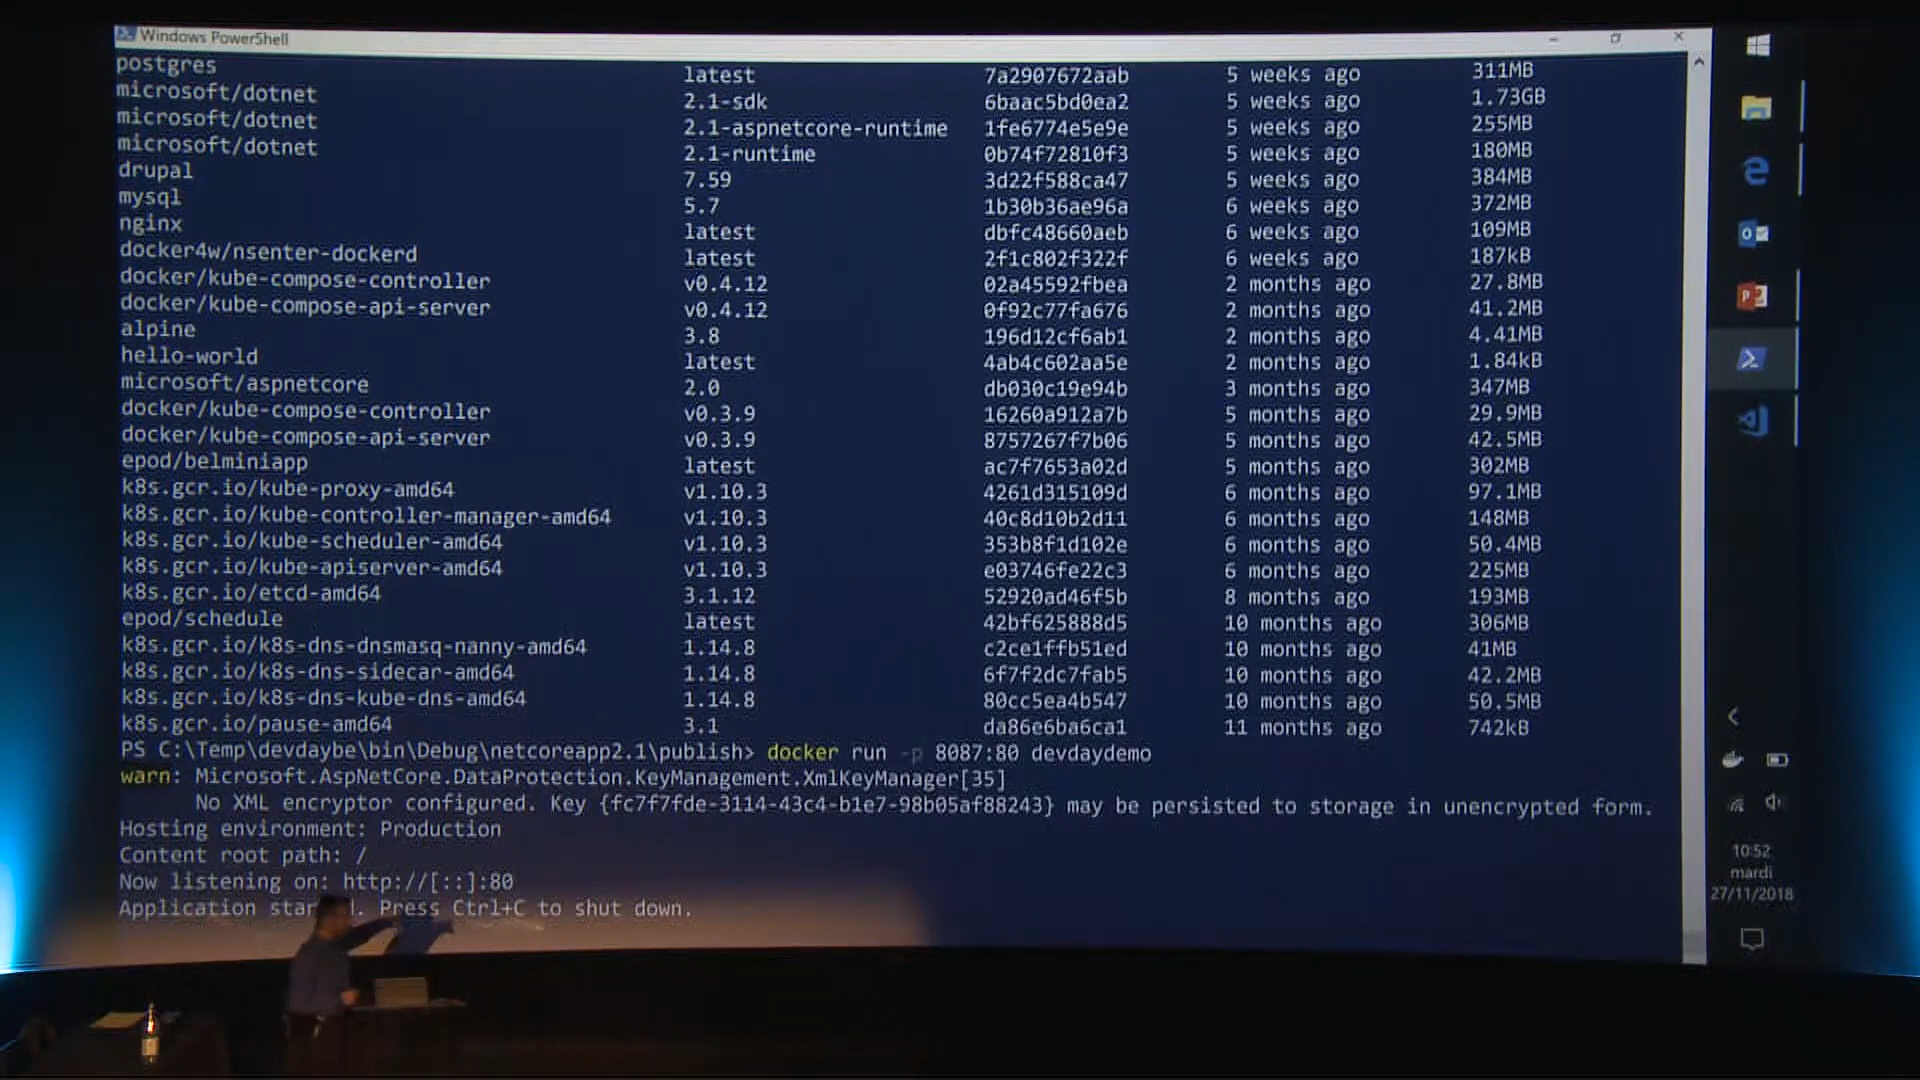 Windows PowerShell
postgres latest 7a2907672aab 5 weeks ago 311MB
microsoft/dotnet 2.1-sdk 6baac5bd0ea2 5 weeks ago 1.73GB
microsoft/dotnet 2.1-aspnetcore-runtime 1fe6774e5e9e 5 weeks ago 255MB
microsoft/dotnet 2.1-runtime 0b74f72810f3 5 weeks ago 180MB
drupal 7.59 3d22f588ca47 5 weeks ago 384MB
mysql 5.7 1b30b36ae96a 6 weeks ago 372MB
nginx latest dbfc48660aeb 6 weeks ago 109MB
docker4w/nsenter-dockerd latest 2f1c802f322f 6 weeks ago 187kB
docker/kube-compose-controller v0.4.12 02a45592fbea 2 months ago 27.8MB
docker/kube-compose-api-server v0.4.12 0f92c77fa676 2 months ago 41.2MB
alpine 3.8 196d12cf6ab1 2 months ago 4.41MB
hello-world latest 4ab4c602aa5e 2 months ago 1.84kB
microsoft/aspnetcore 2.0 db030c19e94b 3 months ago 347MB
docker/kube-compose-controller v0.3.9 16260a912a7b 5 months ago 29.9MB
docker/kube-compose-api-server v0.3.9 8757267f7b06 5 months ago 42.5MB
epod/belminiapp latest ac7f7653a02d 5 months ago 302MB
k8s.gcr.io/kube-proxy-amd64 v1.10.3 4261d315109d 6 months ago 97.1MB
k8s.gcr.io/kube-controller-manager-amd64 v1.10.3 40c8d10b2d11 6 months ago 148MB
k8s.gcr.io/kube-scheduler-amd64 v1.10.3 353b8f1d102e 6 months ago 50.4MB
k8s.gcr.io/kube-apiserver-amd64 v1.10.3 e03746fe22c3 6 months ago 225MB
k8s.gcr.io/etcd-amd64 3.1.12 52920ad46f5b 8 months ago 193MB
epod/schedule latest 42bf625888d5 10 months ago 306MB
k8s.gcr.io/k8s-dns-dnsmasq-nanny-amd64 1.14.8 c2ce1ffb51ed 10 months ago 41MB
k8s.gcr.io/k8s-dns-sidecar-amd64 1.14.8 6f7f2dc7fab5 10 months ago 42.2MB
k8s.gcr.io/k8s-dns-kube-dns-amd64 1.14.8 80cc5ea4b547 10 months ago 50.5MB
k8s.gcr.io/pause-amd64 3.1 da86e6ba6ca1 11 months ago 742kB
PS C:\Temp\devdaybe\bin\Debug\netcoreapp2.1\publish> docker run -p 8087:80 devdaydemo
warn: Microsoft.AspNetCore.DataProtection.KeyManagement.XmlKeyManager[35]
No XML encryptor configured. Key {fc7f7fde-3114-43c4-b1e7-98b05af88243} may be persisted to storage in unencrypted form.
Hosting environment: Production
Content root path: /
Now listening on: http://[::]:80
Application star d. Press Ctrl+C to shut down.
10:52
mardi
27/11/2018